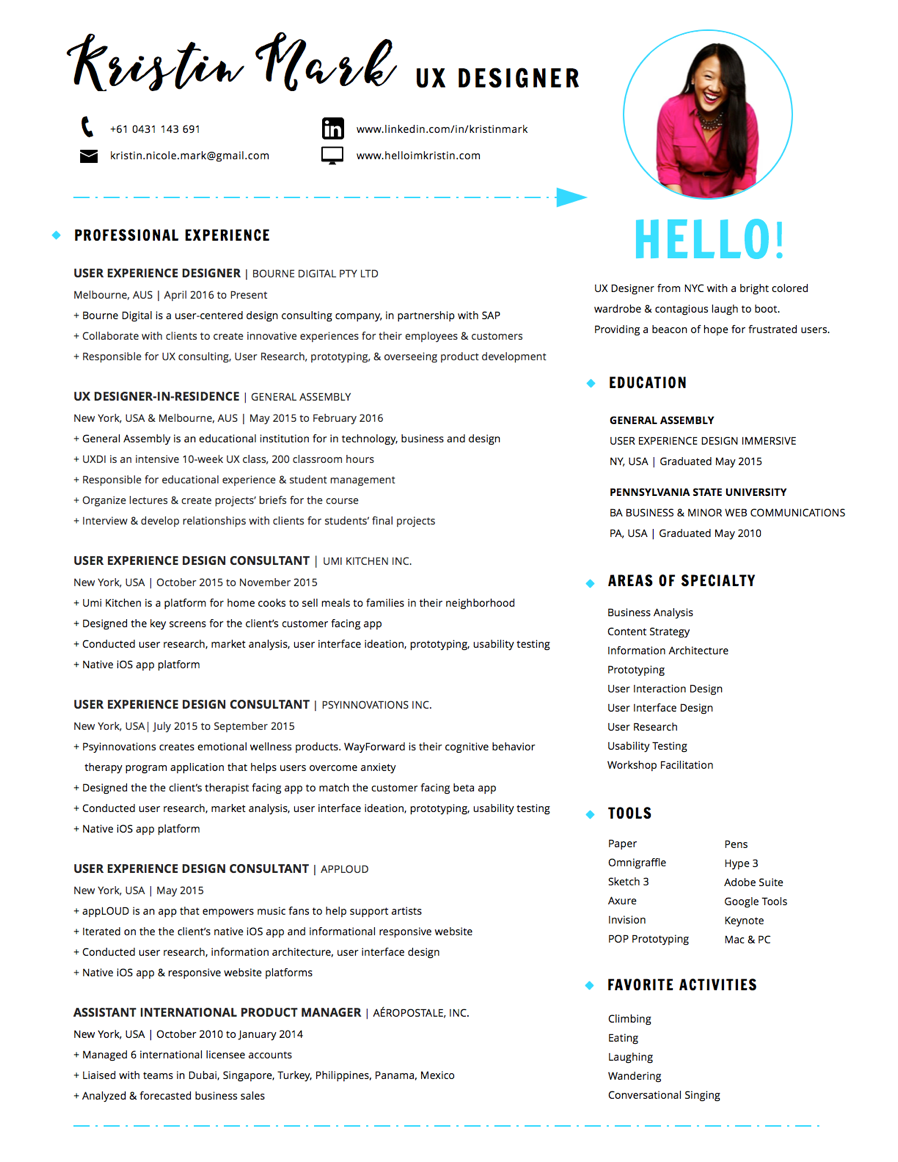 Kristin Mark UX DESIGNER
+61 0431 143 691
www.linkedin.com/in/kristinmark
kristin.nicole.mark@gmail.com
www.helloimkristin.com
PROFESSIONAL EXPERIENCE
USER EXPERIENCE DESIGNER | BOURNE DIGITAL PTY LTD
Melbourne, AUS | April 2016 to Present
+ Bourne Digital is a user-centered design consulting company, in partnership with SAP
+ Collaborate with clients to create innovative experiences for their employees & customers
+ Responsible for UX consulting, User Research, prototyping, & overseeing product development
UX DESIGNER-IN-RESIDENCE | GENERAL ASSEMBLY
New York, USA & Melbourne, AUS | May 2015 to February 2016
+ General Assembly is an educational institution for in technology, business and design
+ UXDI is an intensive 10-week UX class, 200 classroom hours
+ Responsible for educational experience & student management
+ Organize lectures & create projects’ briefs for the course
+ Interview & develop relationships with clients for students’ final projects
USER EXPERIENCE DESIGN CONSULTANT | UMI KITCHEN INC.
New York, USA | October 2015 to November 2015
+ Umi Kitchen is a platform for home cooks to sell meals to families in their neighborhood
+ Designed the key screens for the client’s customer facing app
+ Conducted user research, market analysis, user interface ideation, prototyping, usability testing
+ Native iOS app platform
USER EXPERIENCE DESIGN CONSULTANT | PSYINNOVATIONS INC.
New York, USA| July 2015 to September 2015
+ Psyinnovations creates emotional wellness products. WayForward is their cognitive behavior
therapy program application that helps users overcome anxiety
+ Designed the the client’s therapist facing app to match the customer facing beta app
+ Conducted user research, market analysis, user interface ideation, prototyping, usability testing
+ Native iOS app platform
USER EXPERIENCE DESIGN CONSULTANT | APPLOUD
New York, USA | May 2015
+ appLOUD is an app that empowers music fans to help support artists
+ Iterated on the the client’s native iOS app and informational responsive website
+ Conducted user research, information architecture, user interface design
+ Native iOS app & responsive website platforms
ASSISTANT INTERNATIONAL PRODUCT MANAGER | AÉROPOSTALE, INC.
New York, USA | October 2010 to January 2014
+ Managed 6 international licensee accounts
+ Liaised with teams in Dubai, Singapore, Turkey, Philippines, Panama, Mexico
+ Analyzed & forecasted business sales
HELLO!
UX Designer from NYC with a bright colored
wardrobe & contagious laugh to boot.
Providing a beacon of hope for frustrated users.
EDUCATION
GENERAL ASSEMBLY
USER EXPERIENCE DESIGN IMMERSIVE
NY, USA | Graduated May 2015
PENNSYLVANIA STATE UNIVERSITY
BA BUSINESS & MINOR WEB COMMUNICATIONS
PA, USA | Graduated May 2010
AREAS OF SPECIALTY
Business Analysis
Content Strategy
Information Architecture
Prototyping
User Interaction Design
User Interface Design
User Research
Usability Testing
Workshop Facilitation
TOOLS
Paper
Omnigraffle
Sketch 3
Axure
Invision
POP Prototyping
Pens
Hype 3
Adobe Suite
Google Tools
Keynote
Mac & PC
FAVORITE ACTIVITIES
Climbing
Eating
Laughing
Wandering
Conversational Singing